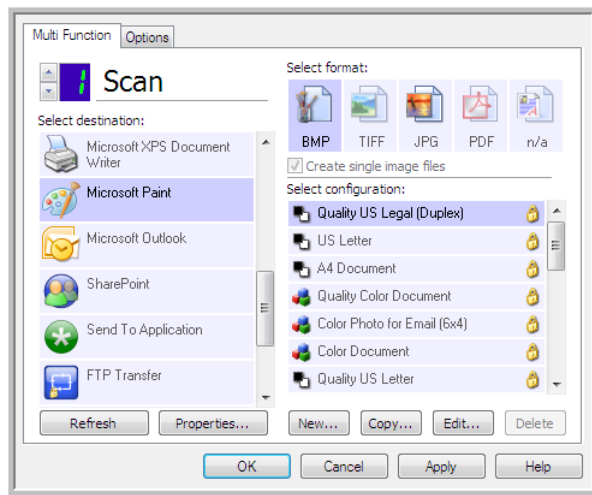 Multi Function
Options
1
Scan
Select destination:
Microsoft XPS Document
Writer
Microsoft Paint
Microsoft Outlook
SharePoint
Send To Application
FTP Transfer
Refresh
Properties...
Select format:
BMP
TIFF
JPG
PDF
n/a
Create single image files
Select configuration:
Quality US Legal (Duplex)
US Letter
A4 Document
Quality Color Document
Color Photo for Email (6x4)
Color Document
Quality US Letter
New...
Copy...
Edit...
Delete
OK
Cancel
Apply
Help